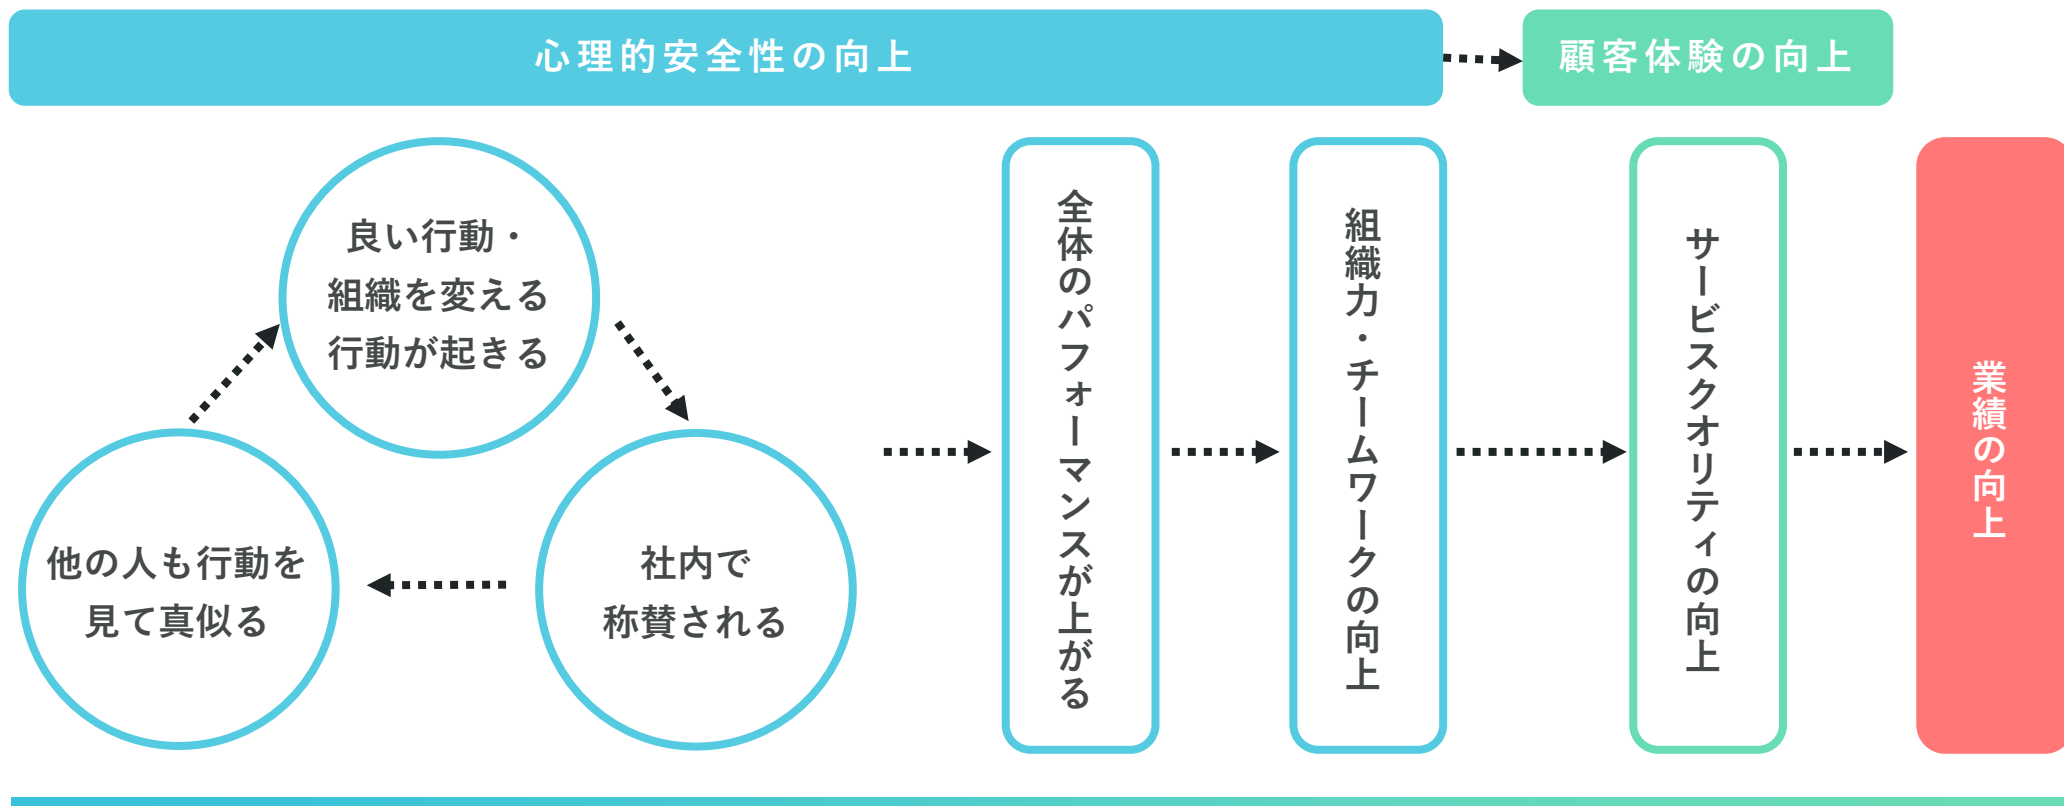 心理的安全性の向上
顧客体験の向上
良い行動・
組織を変える
行動が起きる
社内で
称賛される
他の人も行動を
見て真似る
全体のパフォーマンスが上がる
組織力・チームワークの向上
サービスクオリティの向上
業績の向上